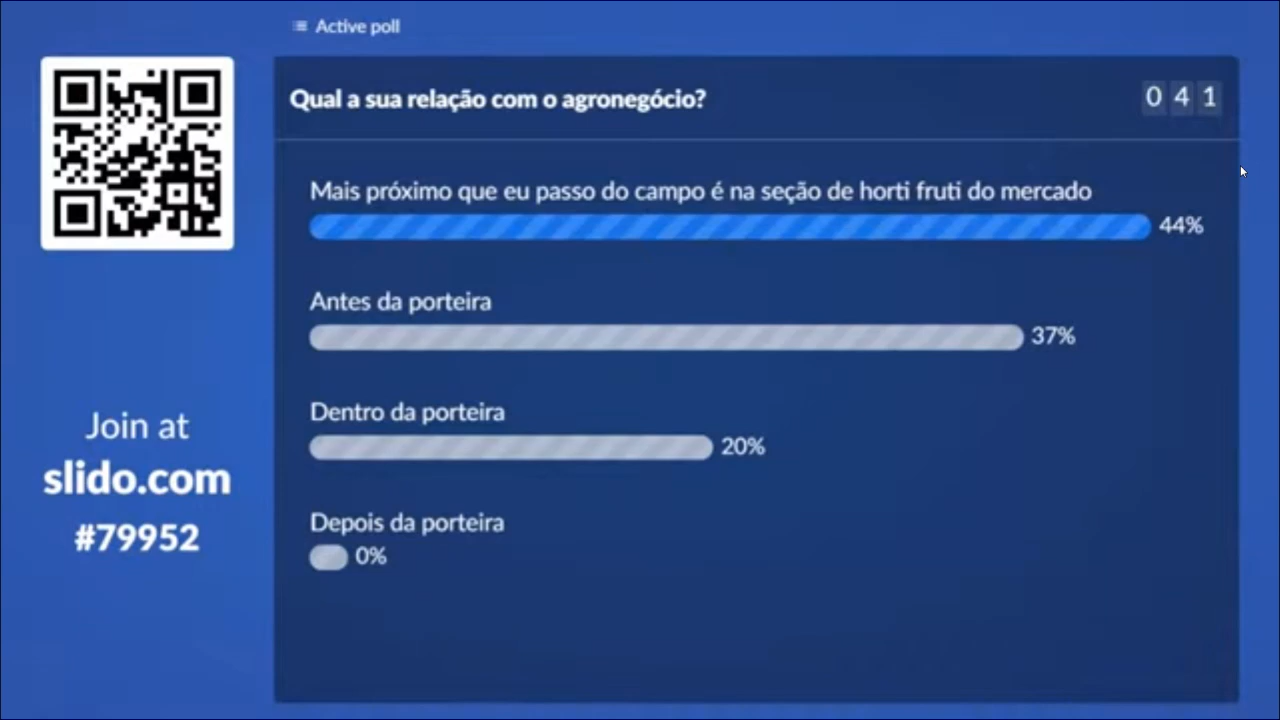 Active poll
Qual a sua relação com o agronegócio?
0 4 1
Mais próximo que eu passo do campo é na seção de horti fruti do mercado
44%
Antes da porteira
37%
Dentro da porteira
20%
Depois da porteira
0%
Join at
slido.com
#79952